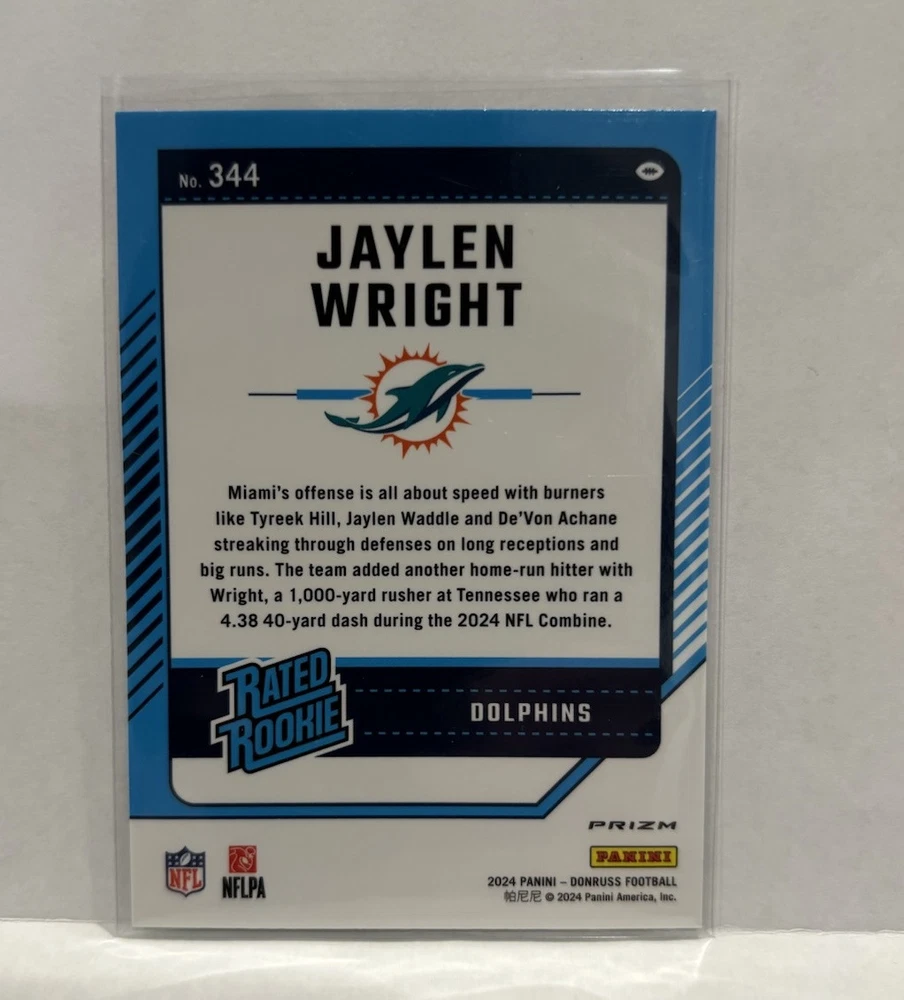 No. 344
JAYLEN
WRIGHT
Miami's offense is all about speed with burners
like Tyreek Hill, Jaylen Waddle and De'Von Achane
streaking through defenses on long receptions and
big runs. The team added another home-run hitter with
Wright, a 1,000-yard rusher at Tennessee who ran a
4.38 40-yard dash during the 2024 NFL Combine.
RATED
ROOKIE
DOLPHINS
PRIZM
PANINI
NFL
NFLPA
2024 PANINI – DONRUSS FOOTBALL
帕尼尼 © 2024 Panini America, Inc.